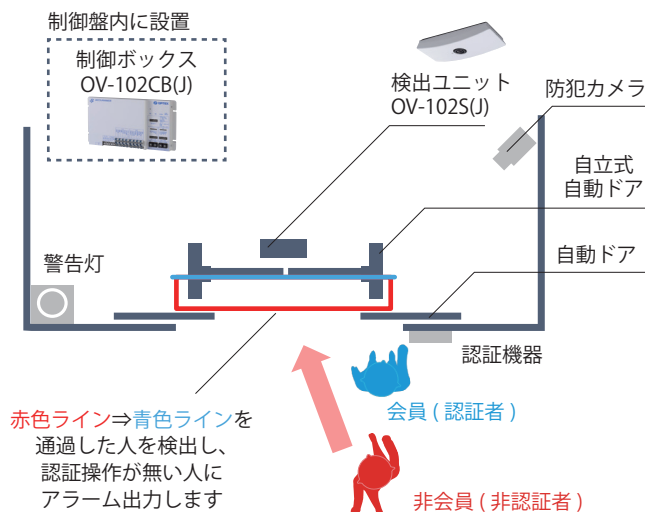 制御盤内に設置
制御ボックス
OV-102CB(J)
検出ユニット
OV-102S(J)
防犯カメラ
自立式
自動ドア
警告灯
自動ドア
認証機器
会員 ( 認証者 )
赤色ライン⇒青色ラインを
通過した人を検出し、
認証操作が無い人に
アラーム出力します
非会員 ( 非認証者 )